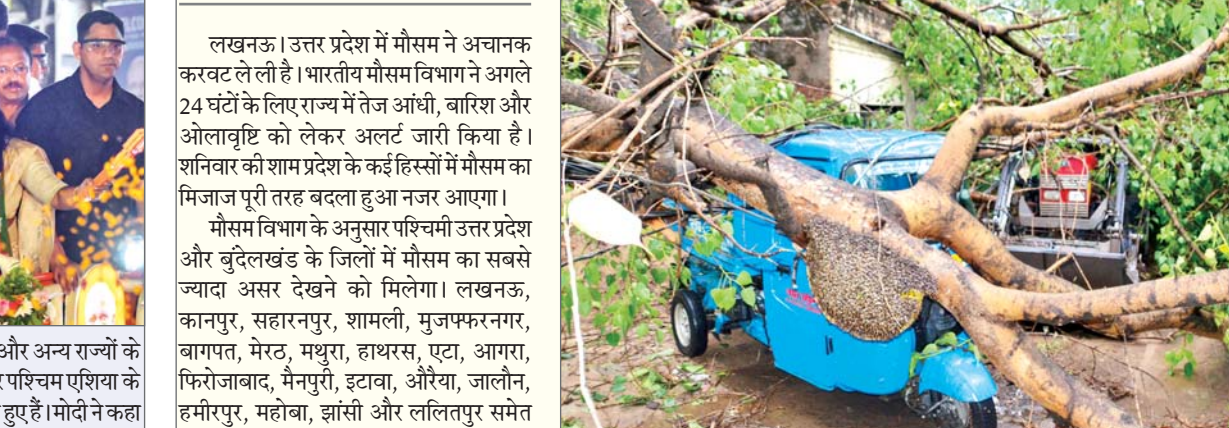 लखनऊ। उत्तर प्रदेश में मौसम ने अचानक
करवट ले ली है। भारतीय मौसम विभाग ने अगले
24 घंटों के लिए राज्य में तेज आंधी, बारिश और
ओलावृष्टि को लेकर अलर्ट जारी किया है।
शनिवार की शाम प्रदेश के कई हिस्सों में मौसम का
मिजाज पूरी तरह बदला हुआ नजर आएगा।
मौसम विभाग के अनुसार पश्चिमी उत्तर प्रदेश
और बुंदेलखंड के जिलों में मौसम का सबसे
ज्यादा असर देखने को मिलेगा। लखनऊ,
कानपुर, सहारनपुर, शामली, मुजफ्फरनगर,
बागपत, मेरठ, मथुरा, हाथरस, एटा, आगरा,
फिरोजाबाद, मैनपुरी, इटावा, औरैया, जालौन,
हमीरपुर, महोबा, झांसी और ललितपुर समेत
और अन्य राज्यों के
पश्चिम एशिया के
हुए हैं। मोदी ने कहा